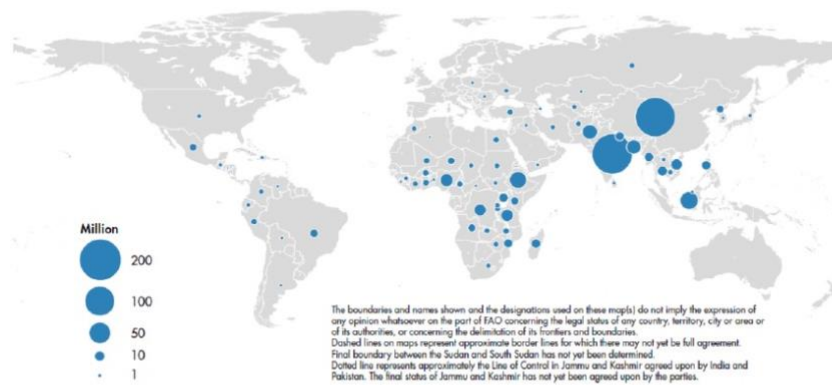 Million
200
100
50
10
1
The boundaries and names shown and the designations used on these map(s) do not imply the expression of
any opinion whatsoever on the part of FAO concerning the legal status of any country, territory, city or area or
of its authorities, or concerning the delimitation of its frontiers and boundaries.
Dashed lines on maps represent approximate border lines for which there may not yet be full agreement.
Final boundary between the Sudan and South Sudan has not yet been determined.
Dotted line represents approximately the Line of Control in Jammu and Kashmir agreed upon by India and
Pakistan. The final status of Jammu and Kashmir has not yet been agreed upon by the parties.